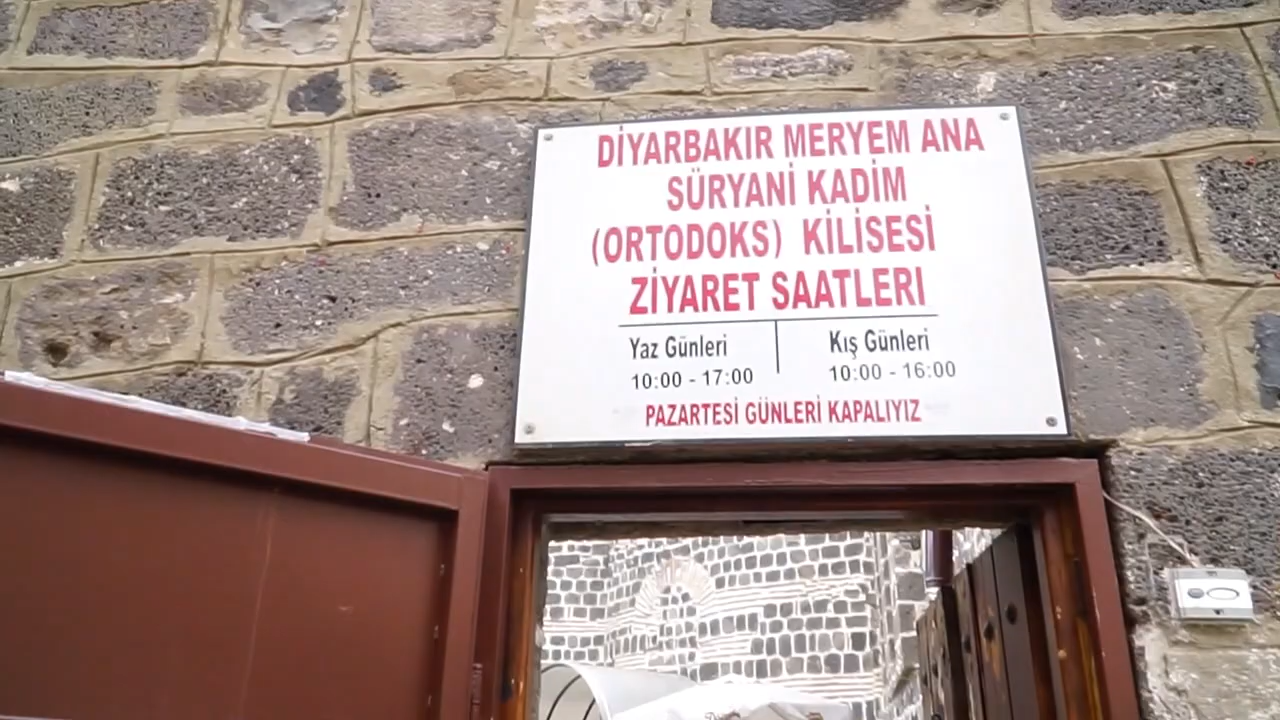 DİYARBAKIR MERYEM ANA
SÜRYANİ KADİM
(ORTODOKS) KİLİSESİ
ZİYARET SAATLERI
Yaz Günleri
10:00 - 17:00
Kış Günleri
10:00 - 16:00
PAZARTESİ GÜNLERİ KAPALIYIZ